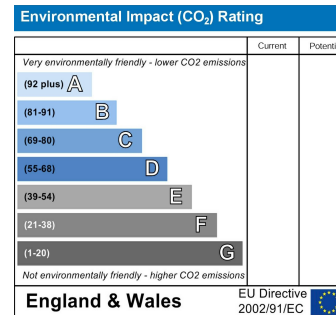 Environmental Impact (CO₂) Rating
Current Potenti
Very environmentally friendly - lower CO2 emissions
(92 plus) A
(81-91) B
(69-80) C
(55-68) D
(39-54) E
(21-38) F
(1-20) G
Not environmentally friendly - higher CO2 emissions
England & Wales
EU Directive
2002/91/EC